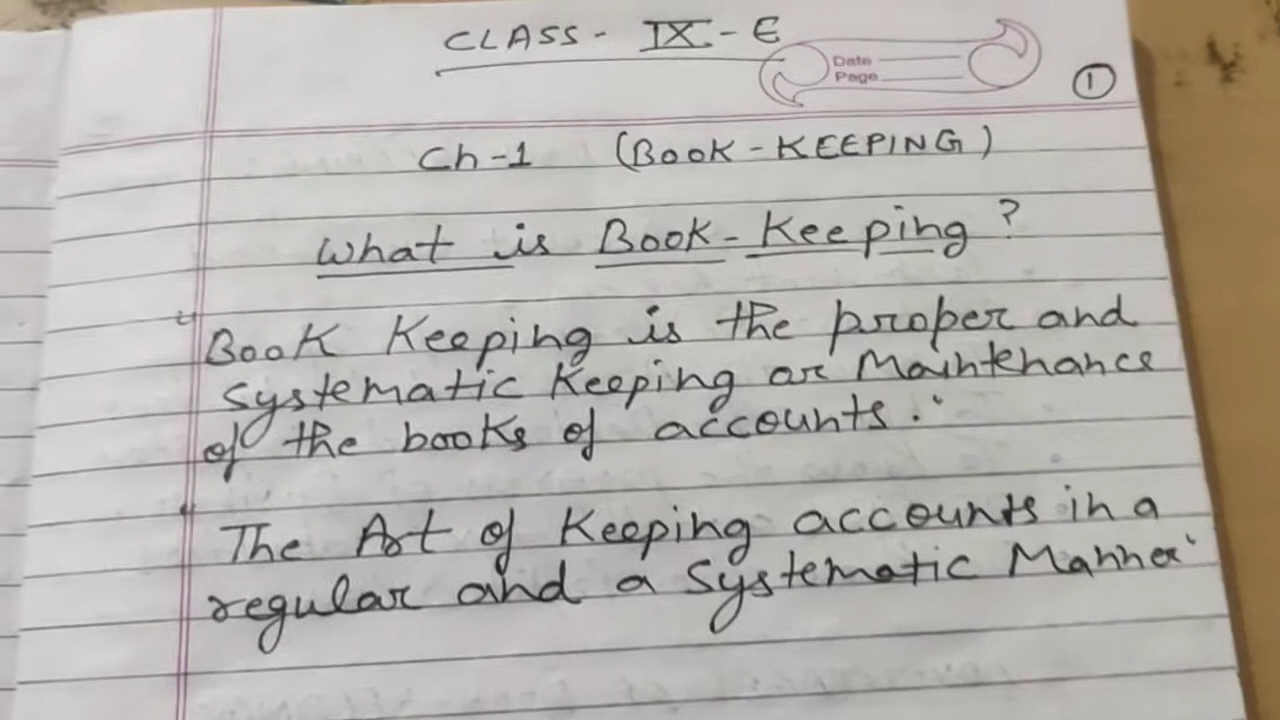 CLASS - IX - E
Date
Page
1
Ch-1 (BOOK-KEEPING)
What is Book-Keeping?
"Book Keeping is the proper and
systematic Keeping or Maintenance
of the books of accounts."
"The Art of Keeping accounts in a
regular and a systematic Manner"